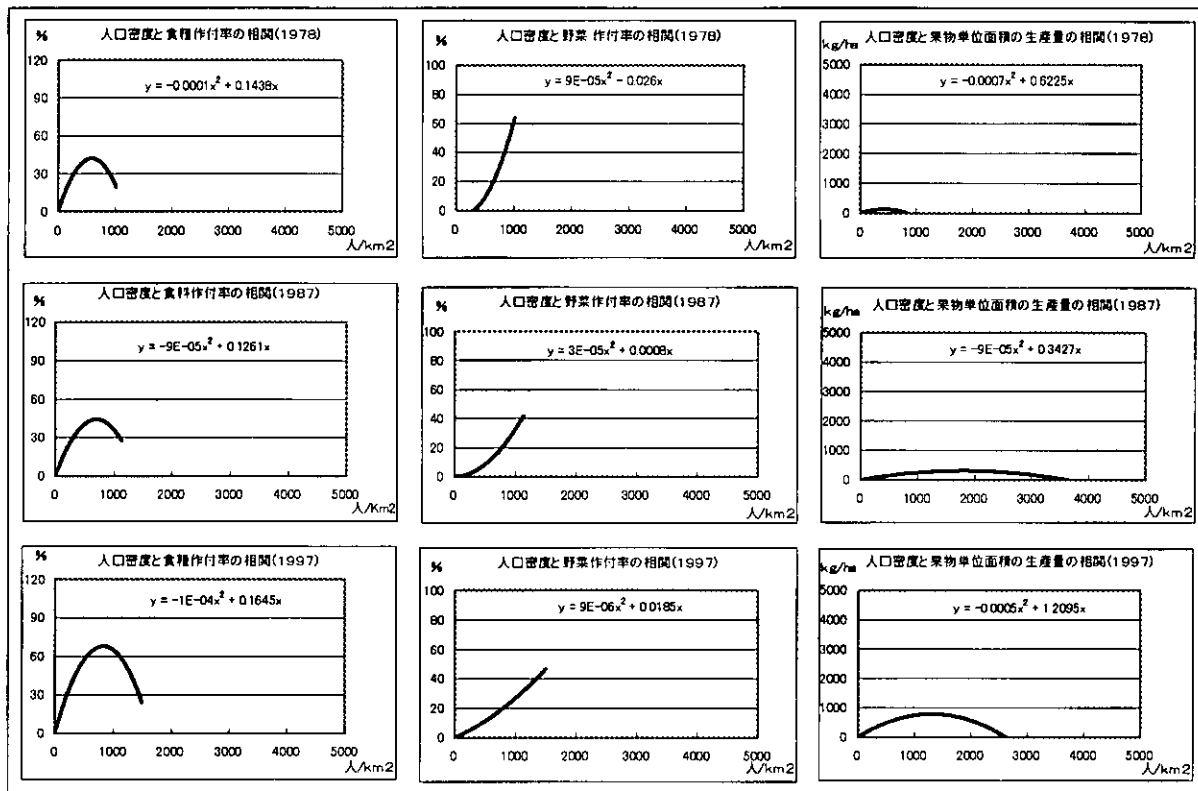 %
人口密度と食糧作付率の相関(1978)
y = -0.0001x² + 0.1438x
120
90
60
30
0
0 1000 2000 3000 4000 5000
人/km2
%
人口密度と野菜 作付率の相関(1978)
y = 9E-05x² - 0.026x
100
80
60
40
20
0
0 1000 2000 3000 4000 5000
人/km2
kg/ha
人口密度と果物単位面積の生産量の相関(1978)
y = -0.0007x² + 0.6225x
5000
4000
3000
2000
1000
0
0 1000 2000 3000 4000 5000
人/km2
%
人口密度と食料作付率の相関(1987)
y = -9E-05x² + 0.1261x
120
90
60
30
0
0 1000 2000 3000 4000 5000
人/Km2
%
人口密度と野菜作付率の相関(1987)
y = 3E-05x² + 0.0008x
100
80
60
40
20
0
0 1000 2000 3000 4000 5000
人/km2
kg/ha
人口密度と果物単位面積の生産量の相関(1987)
y = -9E-05x² + 0.3427x
5000
4000
3000
2000
1000
0
0 1000 2000 3000 4000 5000
人/km2
%
人口密度と食糧作付率の相関(1997)
y = -1E-04x² + 0.1645x
120
90
60
30
0
0 1000 2000 3000 4000 5000
人/km2
%
人口密度と野菜作付率の相関(1997)
y = 9E-06x² + 0.0185x
100
80
60
40
20
0
0 1000 2000 3000 4000 5000
人/km2
kg/ha
人口密度と果物単位面積の生産量の相関(1997)
y = -0.0005x² + 1.2095x
5000
4000
3000
2000
1000
0
0 1000 2000 3000 4000 5000
人/km2